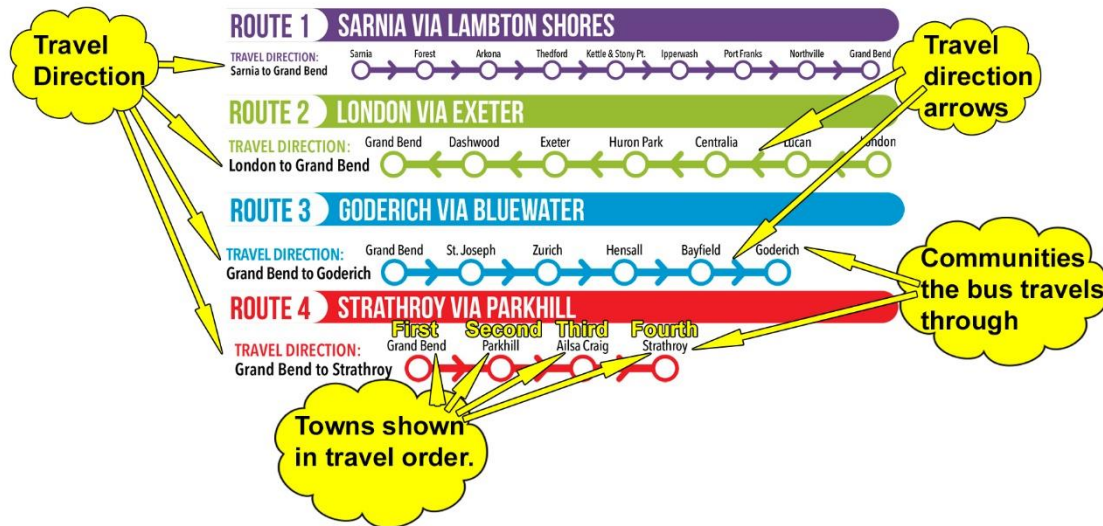 ROUTE 1 SARNIA VIA LAMBTON SHORES
Travel
Direction
TRAVEL DIRECTION:
Sarnia to Grand Bend
Sarnia Forest Arkona Thedford Kettle & Stony Pt. Ipperwash Port Franks Northville Grand Bend
Travel
direction
arrows
ROUTE 2 LONDON VIA EXETER
TRAVEL DIRECTION:
London to Grand Bend
Grand Bend Dashwood Exeter Huron Park Centralia Lucan London
ROUTE 3 GODERICH VIA BLUEWATER
TRAVEL DIRECTION:
Grand Bend to Goderich
Grand Bend St. Joseph Zurich Hensall Bayfield Goderich
Communities
the bus travels
through
ROUTE 4 STRATHROY VIA PARKHILL
First Second Third Fourth
TRAVEL DIRECTION:
Grand Bend to Strathroy
Grand Bend Parkhill Ailsa Craig Strathroy
Towns shown
in travel order.